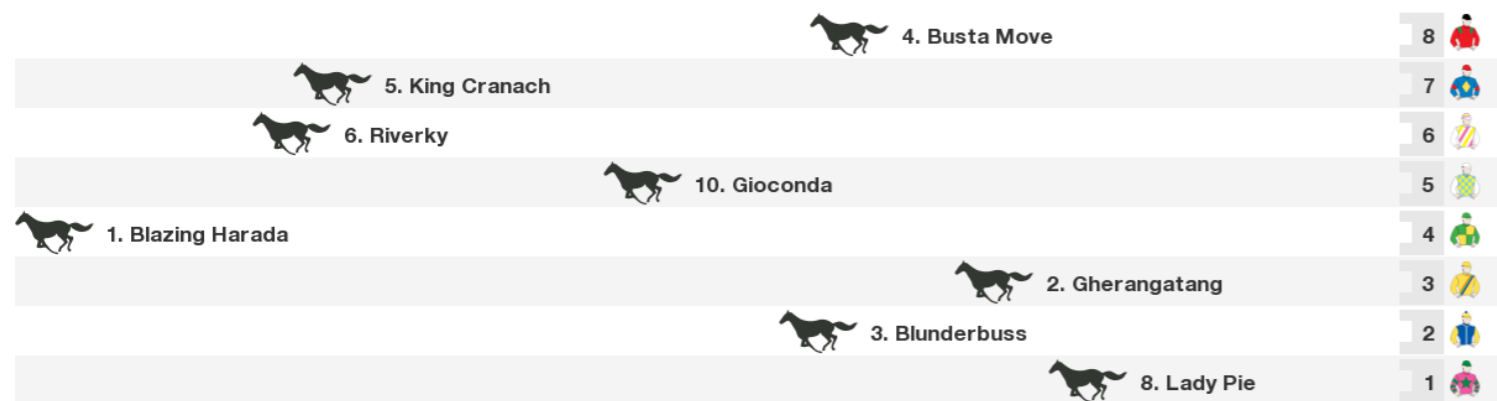 4. Busta Move 8
5. King Cranach 7
6. Riverky 6
10. Gioconda 5
1. Blazing Harada 4
2. Gherangatang 3
3. Blunderbuss 2
8. Lady Pie 1